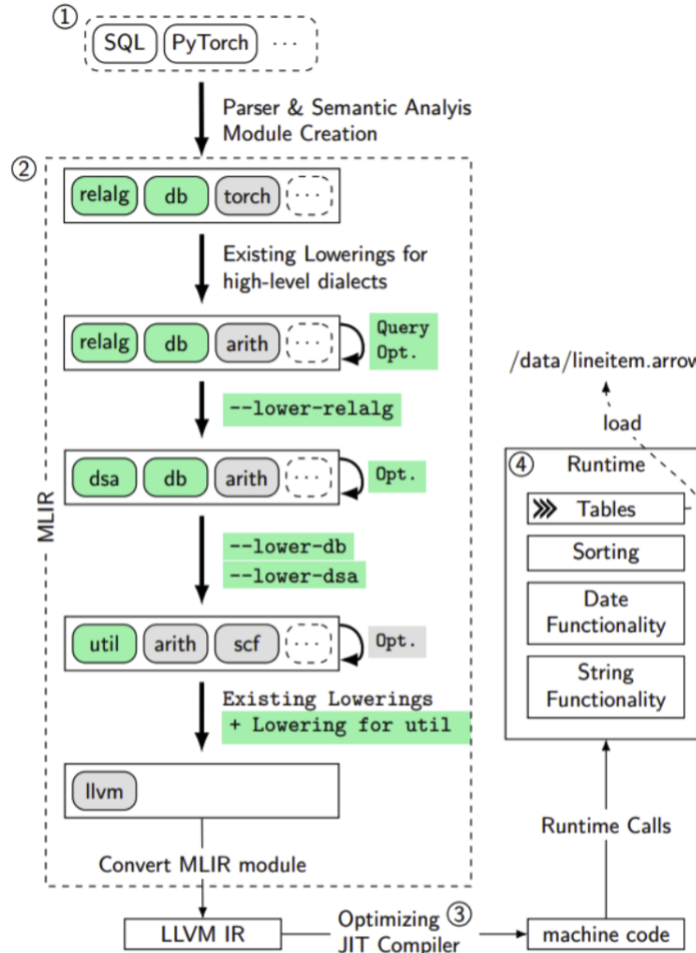 ①
SQL PyTorch ···
Parser & Semantic Analyis
Module Creation
②
relalg db torch ···
Existing Lowerings for
high-level dialects
relalg db arith ···
Query
Opt.
--lower-relalg
dsa db arith ···
Opt.
MLIR
--lower-db
--lower-dsa
util arith scf ···
Opt.
Existing Lowerings
+ Lowering for util
llvm
Convert MLIR module
LLVM IR
Optimizing ③
JIT Compiler
machine code
Runtime Calls
/data/lineitem.arrow
load
④ Runtime
Tables
Sorting
Date
Functionality
String
Functionality